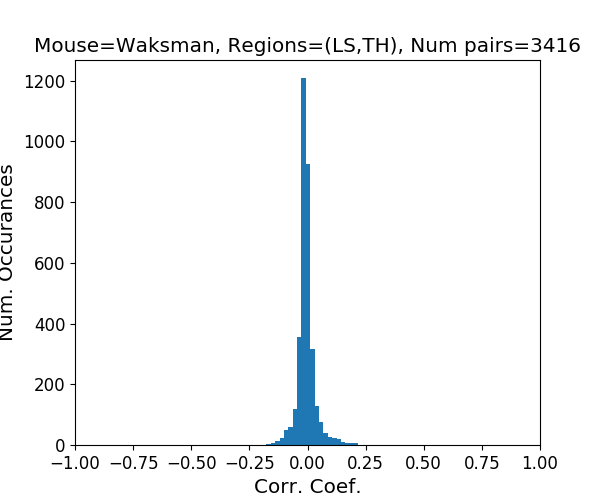 Mouse=Waksman, Regions=(LS,TH), Num pairs=3416
1200
1000
800
600
400
200
0
Num. Occurances
−1.00 −0.75 −0.50 −0.25 0.00 0.25 0.50 0.75 1.00
Corr. Coef.